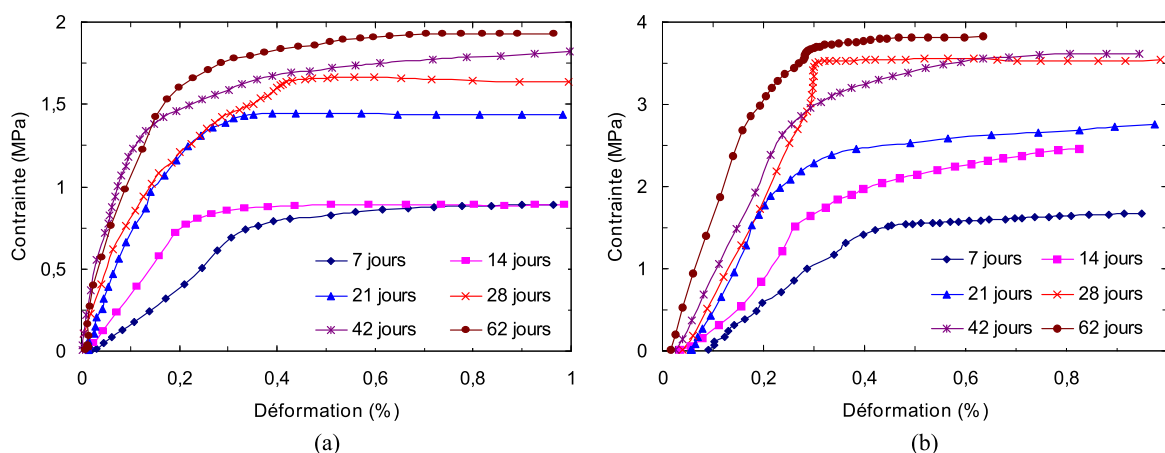 2
1,5
1
0,5
0
Contrainte (MPa)
0 0,2 0,4 0,6 0,8 1
Déformation (%)
7 jours 14 jours
21 jours 28 jours
42 jours 62 jours
(a)
5
4
3
2
1
0
Contrainte (MPa)
0 0,2 0,4 0,6 0,8
Déformation (%)
7 jours 14 jours
21 jours 28 jours
42 jours 62 jours
(b)